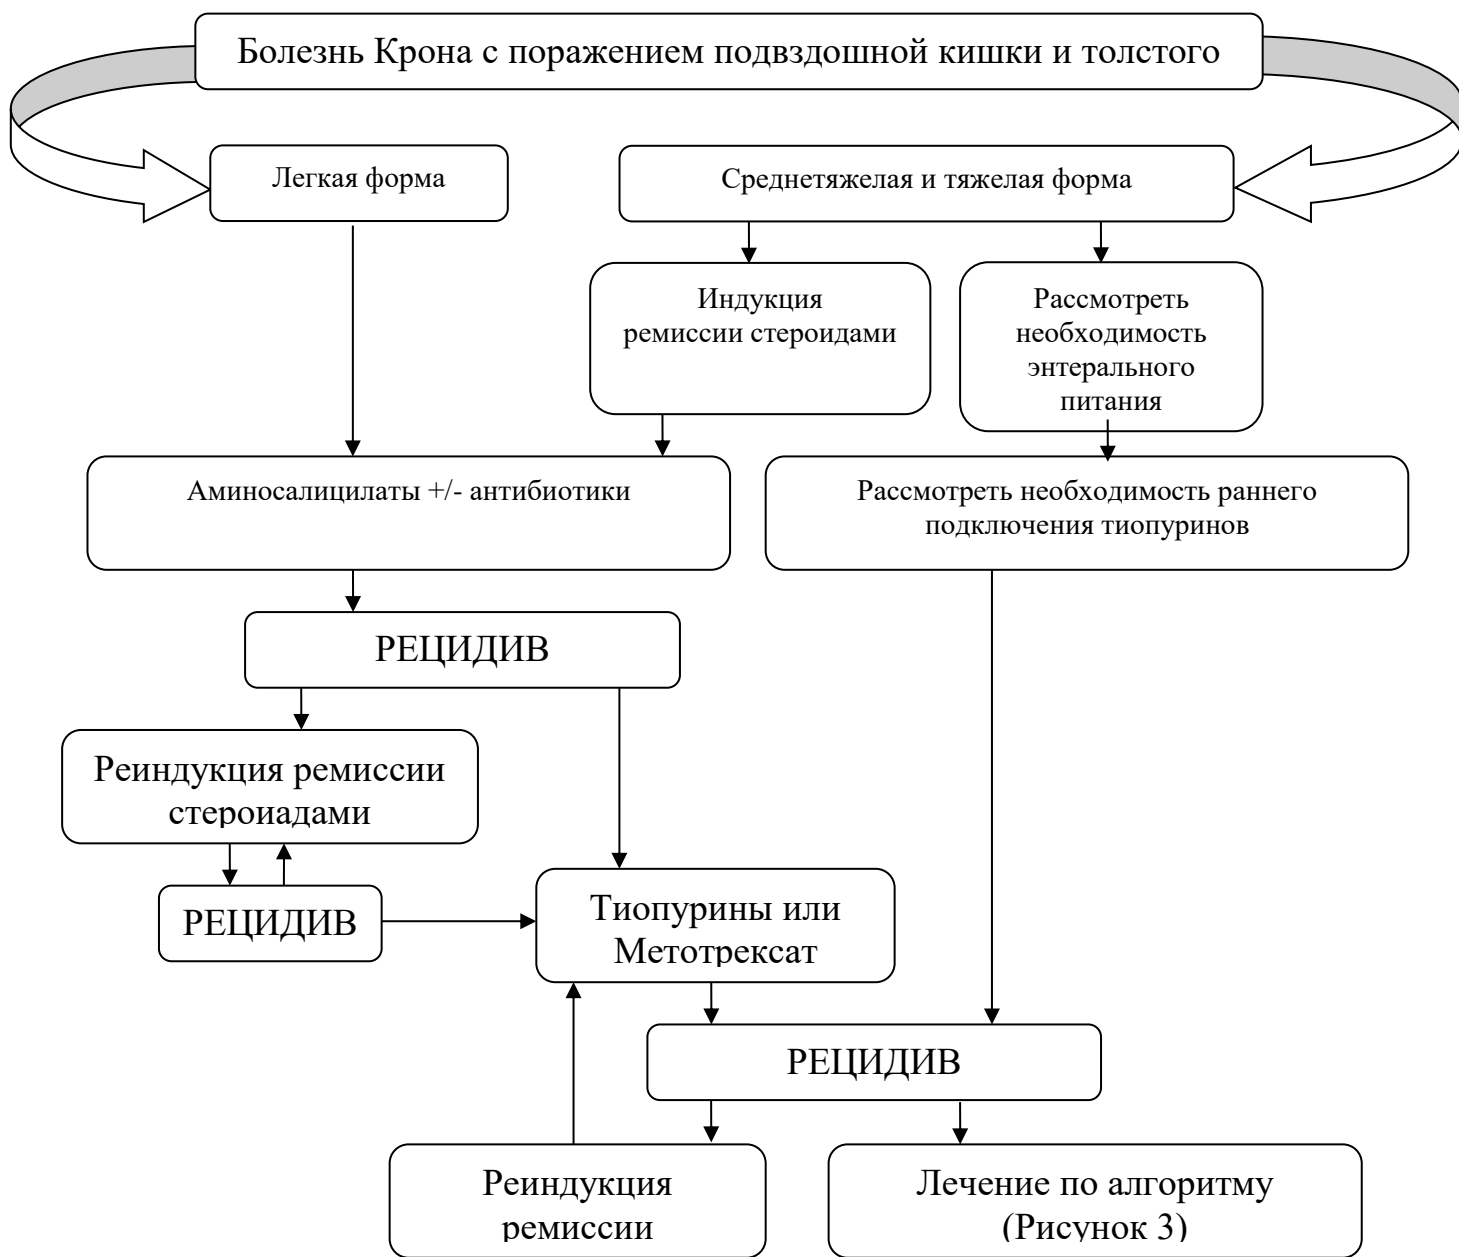 Болезнь Крона с поражением подвздошной кишки и толстого
Легкая форма
Среднетяжелая и тяжелая форма
Индукция
ремиссии стероидами
Рассмотреть
необходимость
энтерального
питания
Аминосалицилаты +/- антибиотики
Рассмотреть необходимость раннего
подключения тиопуринов
РЕЦИДИВ
Реиндукция ремиссии
стероиадами
РЕЦИДИВ
Тиопурины или
Метотрексат
РЕЦИДИВ
Реиндукция
ремиссии
Лечение по алгоритму
(Рисунок 3)